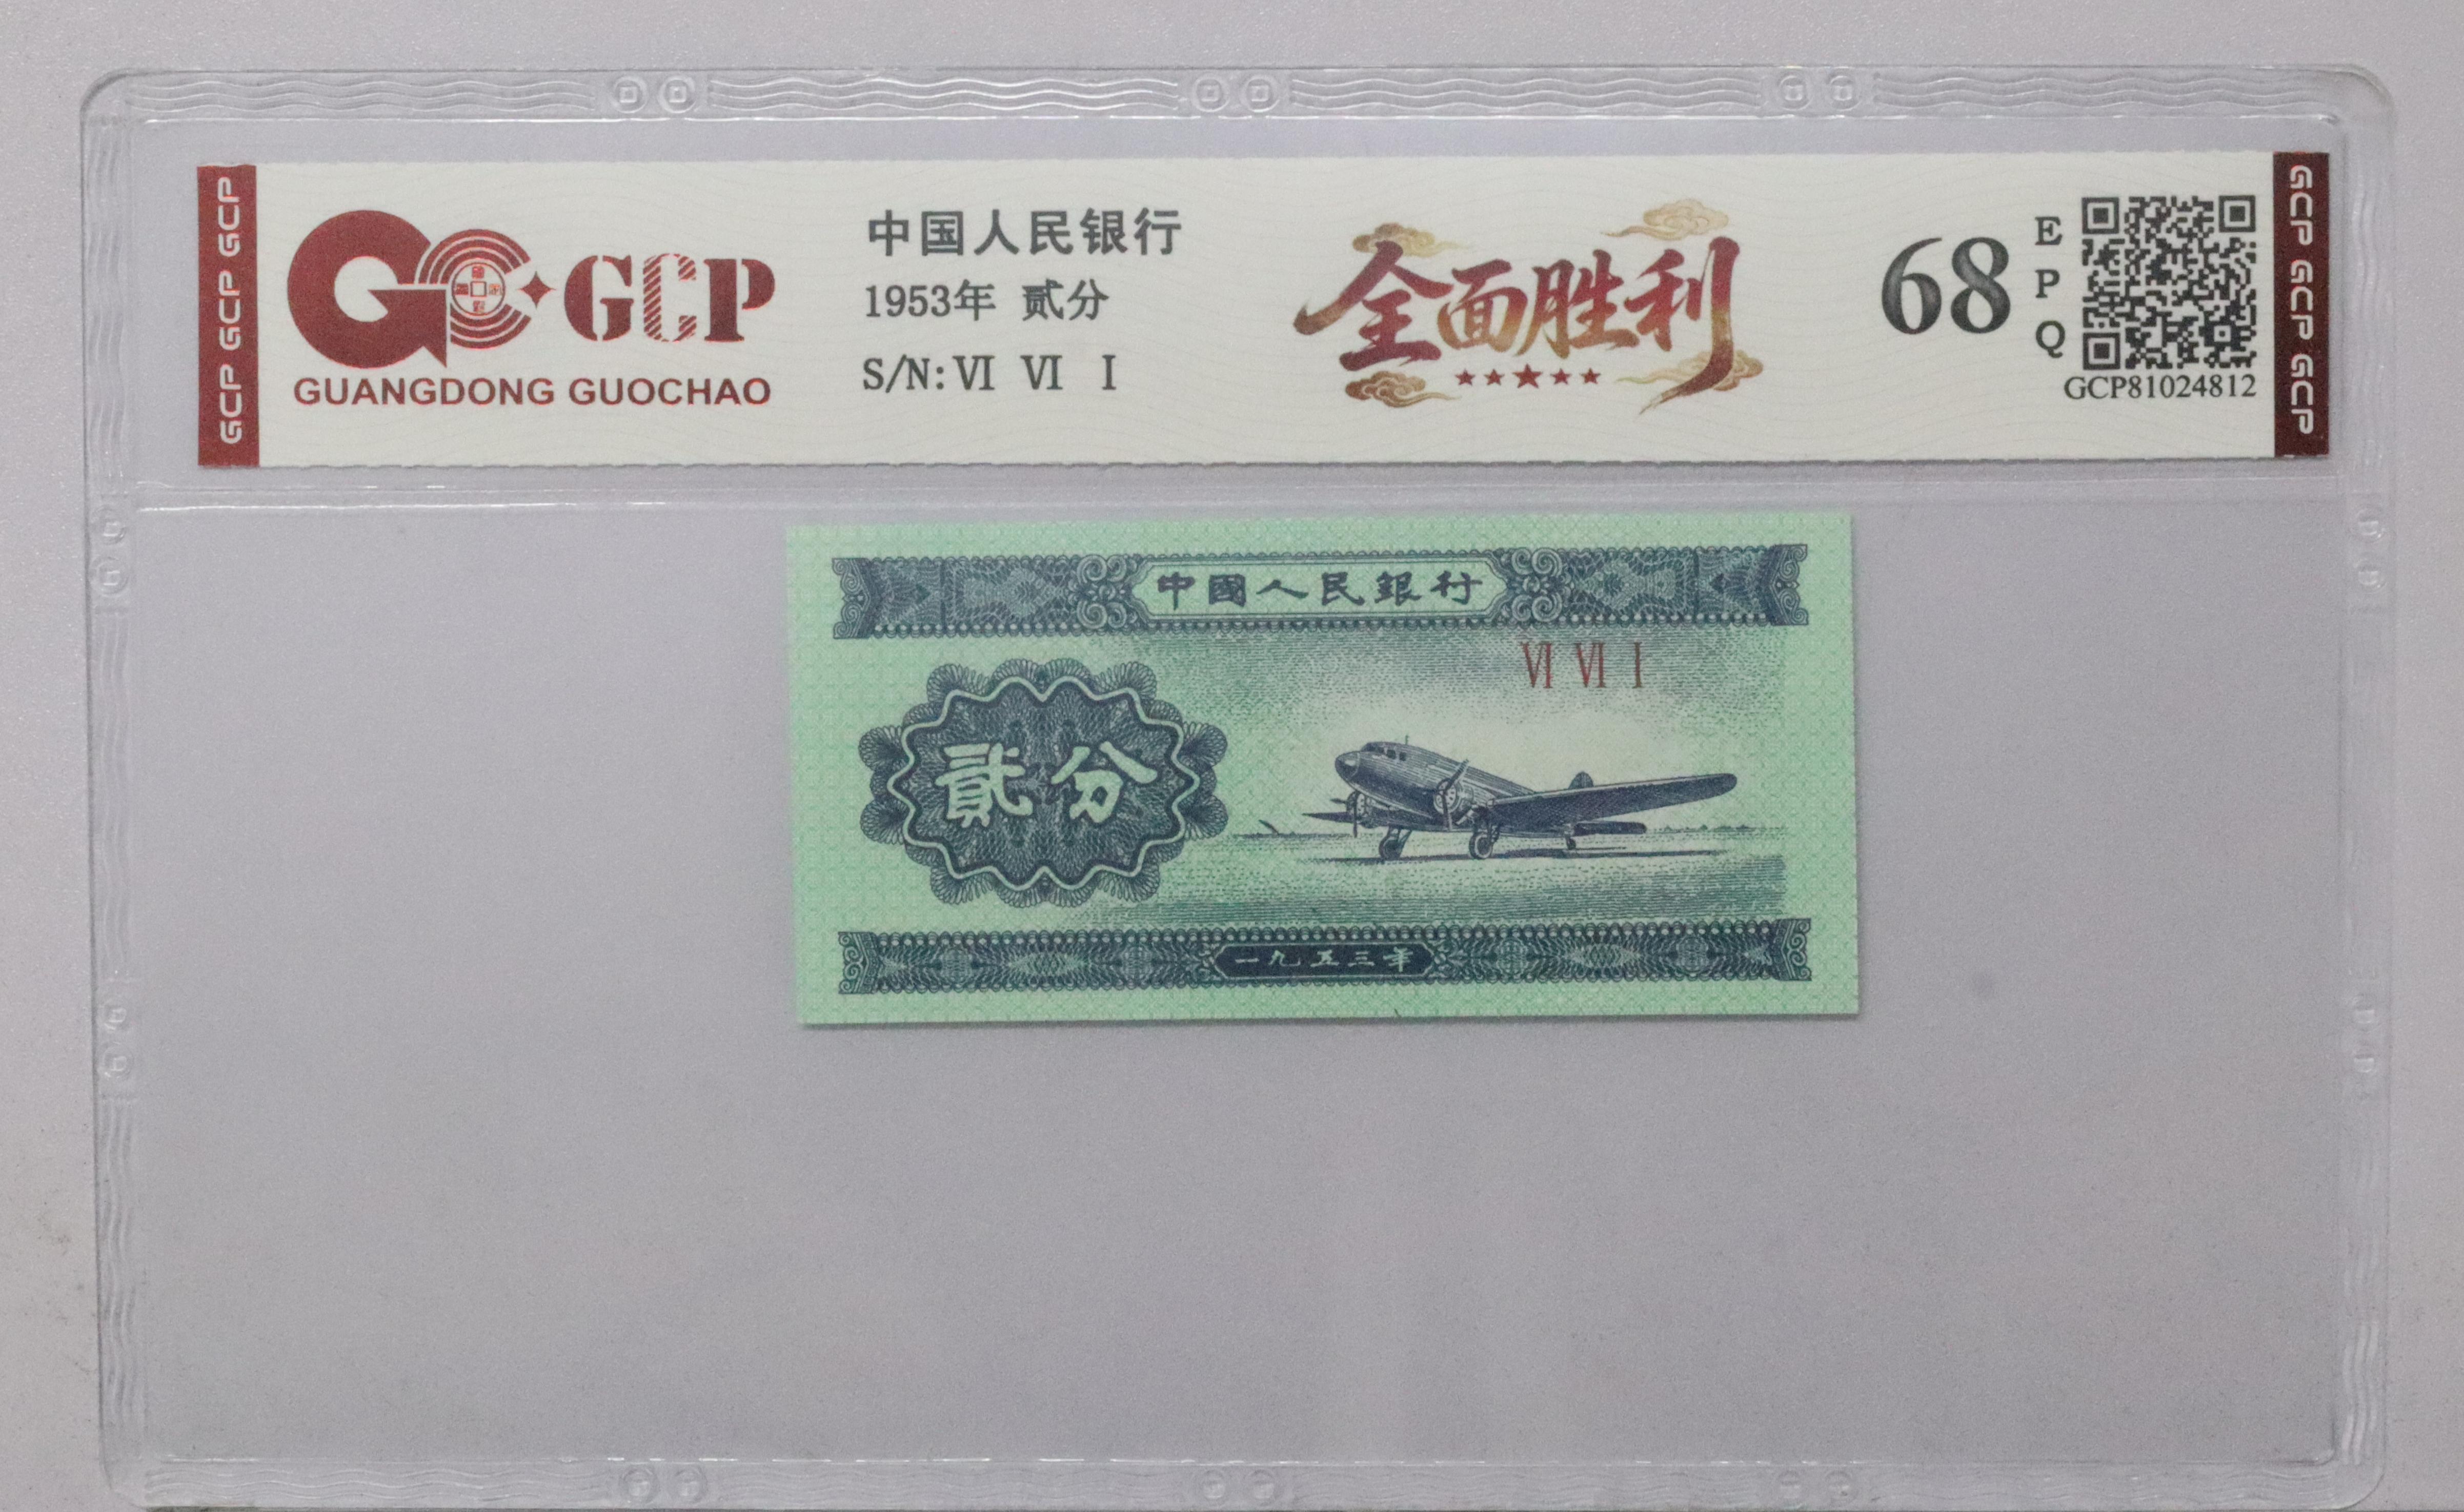 GCP GCP GCP
GCP
GUANGDONG GUOCHAO
中国人民银行
1953年 贰分
S/N: VI VI I
全面胜利
68
E
P
Q
GCP81024812
GCP GCP GCP
中國人民銀行
VI VI I
貳分
一九五三年